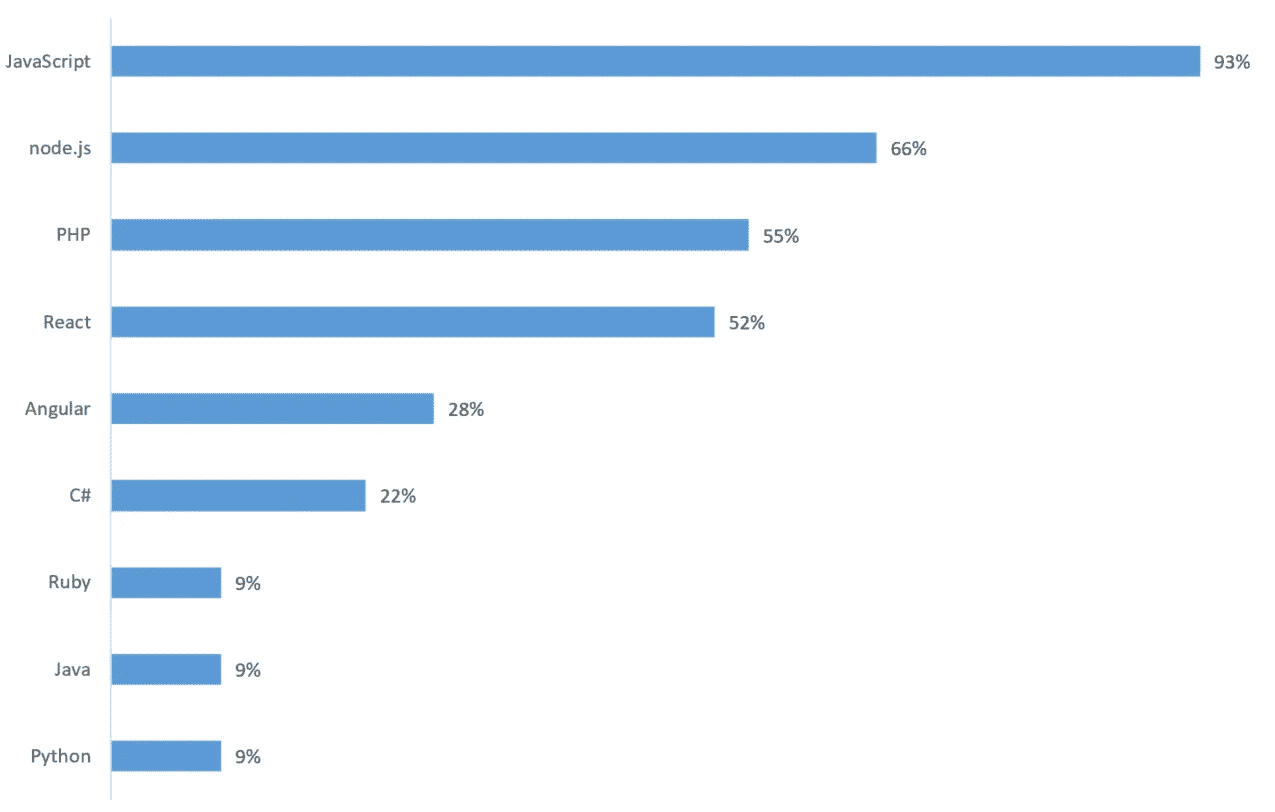 JavaScript 93%
node.js 66%
PHP 55%
React 52%
Angular 28%
C# 22%
Ruby 9%
Java 9%
Python 9%